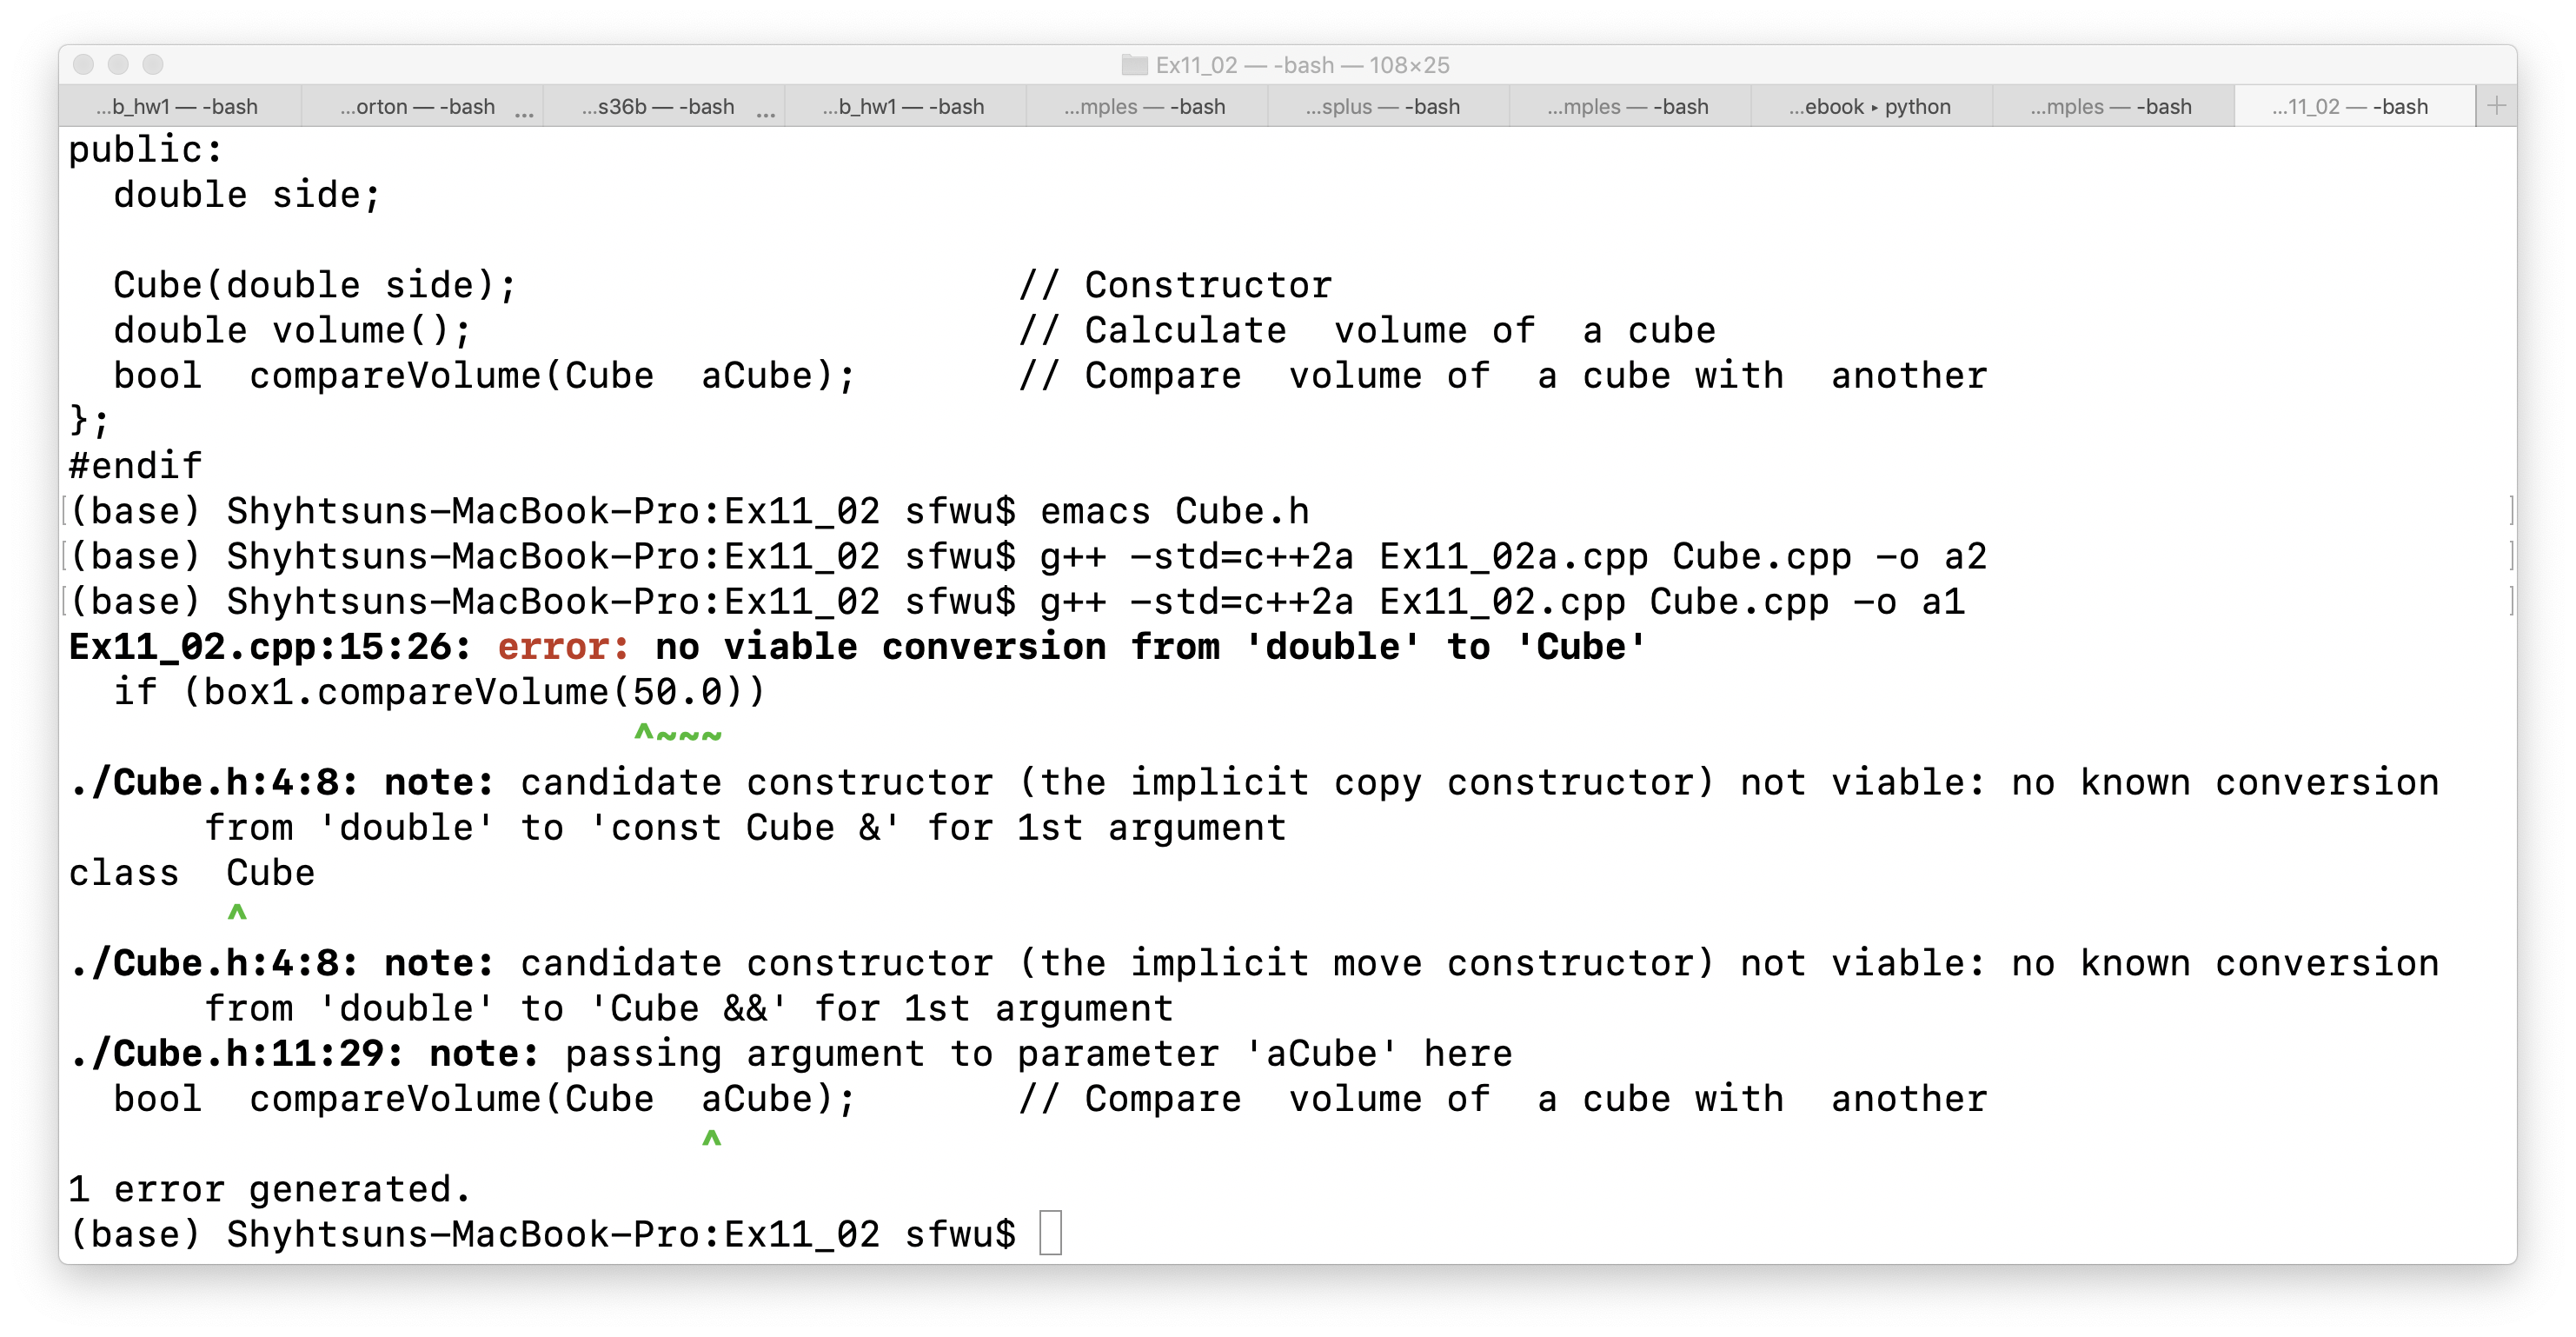 Ex11_02 — -bash — 108×25
...b_hw1 — -bash ...orton — -bash ... ...s36b — -bash ... ...b_hw1 — -bash ...mples — -bash ...splus — -bash ...mples — -bash ...ebook ▸ python ...mples — -bash ...11_02 — -bash +
public:
  double side;

  Cube(double side);                      // Constructor
  double volume();                        // Calculate  volume of  a cube
  bool  compareVolume(Cube  aCube);       // Compare  volume of  a cube with  another
};
#endif
[(base) Shyhtsuns-MacBook-Pro:Ex11_02 sfwu$ emacs Cube.h ]
[(base) Shyhtsuns-MacBook-Pro:Ex11_02 sfwu$ g++ -std=c++2a Ex11_02a.cpp Cube.cpp -o a2 ]
[(base) Shyhtsuns-MacBook-Pro:Ex11_02 sfwu$ g++ -std=c++2a Ex11_02.cpp Cube.cpp -o a1 ]
Ex11_02.cpp:15:26: error: no viable conversion from 'double' to 'Cube'
  if (box1.compareVolume(50.0))
                         ^~~~
./Cube.h:4:8: note: candidate constructor (the implicit copy constructor) not viable: no known conversion
      from 'double' to 'const Cube &' for 1st argument
class  Cube
       ^
./Cube.h:4:8: note: candidate constructor (the implicit move constructor) not viable: no known conversion
      from 'double' to 'Cube &&' for 1st argument
./Cube.h:11:29: note: passing argument to parameter 'aCube' here
  bool  compareVolume(Cube  aCube);       // Compare  volume of  a cube with  another
                            ^
1 error generated.
(base) Shyhtsuns-MacBook-Pro:Ex11_02 sfwu$